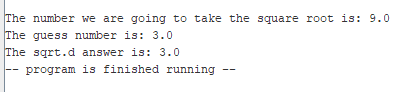 The number we are going to take the square root is: 9.0
The guess number is: 3.0
The sqrt.d answer is: 3.0
-- program is finished running --